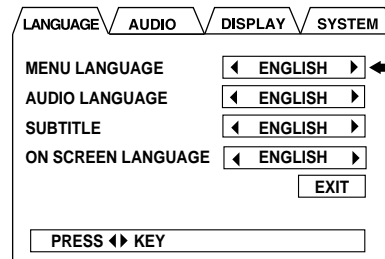 LANGUAGE AUDIO DISPLAY SYSTEM
MENU LANGUAGE ENGLISH
AUDIO LANGUAGE ENGLISH
SUBTITLE ENGLISH
ON SCREEN LANGUAGE ENGLISH
EXIT
PRESS KEY